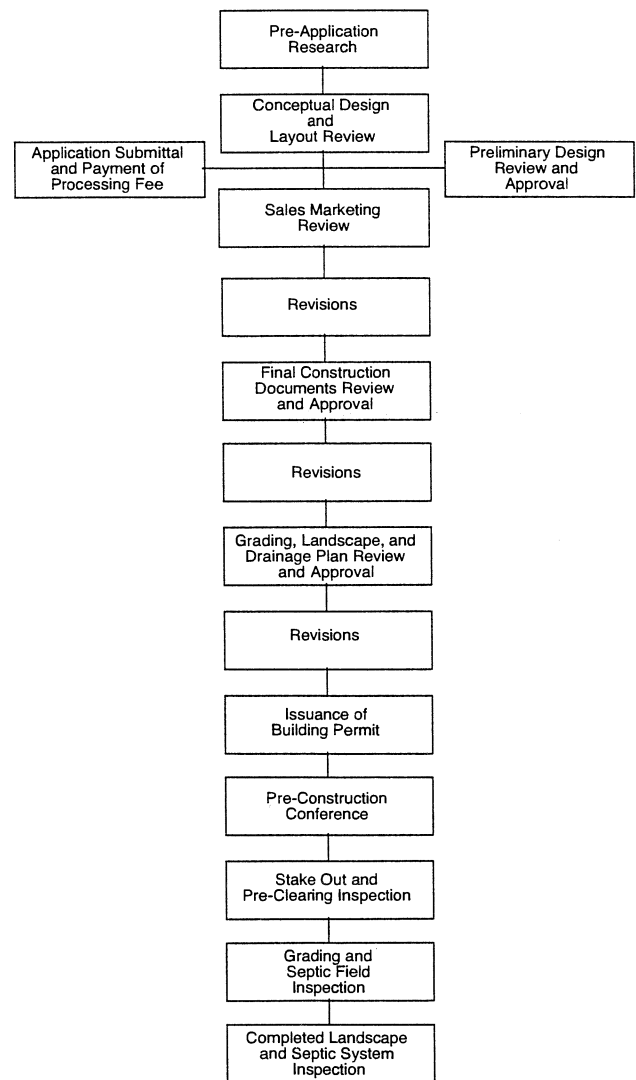 Pre-Application
Research
Conceptual Design
and
Layout Review
Application Submittal
and Payment of
Processing Fee
Preliminary Design
Review and
Approval
Sales Marketing
Review
Revisions
Final Construction
Documents Review
and Approval
Revisions
Grading, Landscape, and
Drainage Plan Review
and Approval
Revisions
Issuance of
Building Permit
Pre-Construction
Conference
Stake Out and
Pre-Clearing Inspection
Grading and
Septic Field
Inspection
Completed Landscape
and Septic System
Inspection